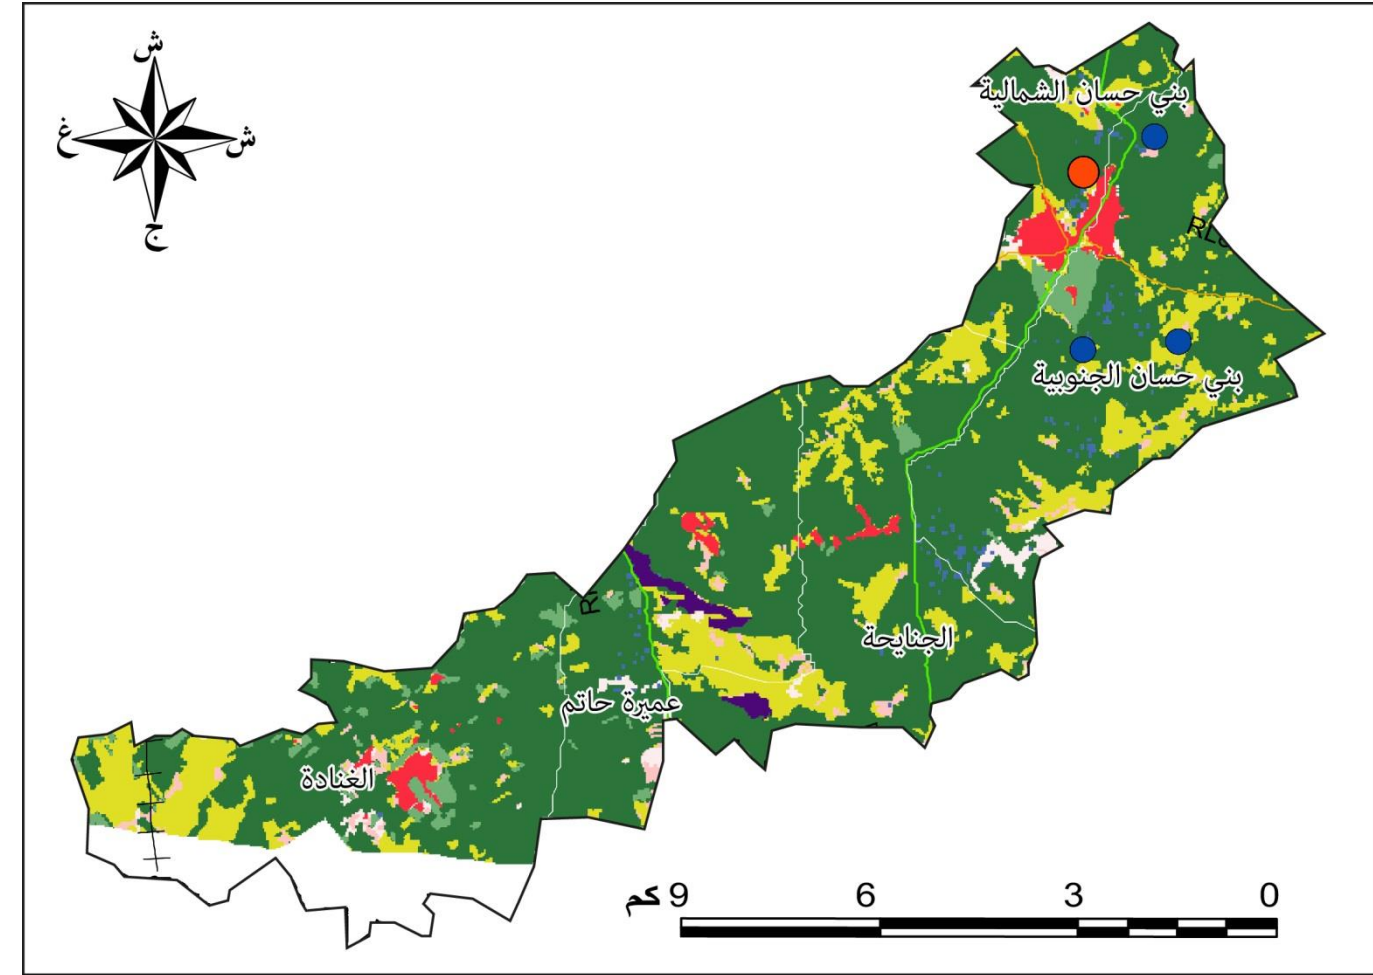 ش
غ
ش
ج
بني حسان الشمالية
بني حسان الجنوبية
الجنايحة
عميرة حاتم
الغنادة
0 3 6 9 كم